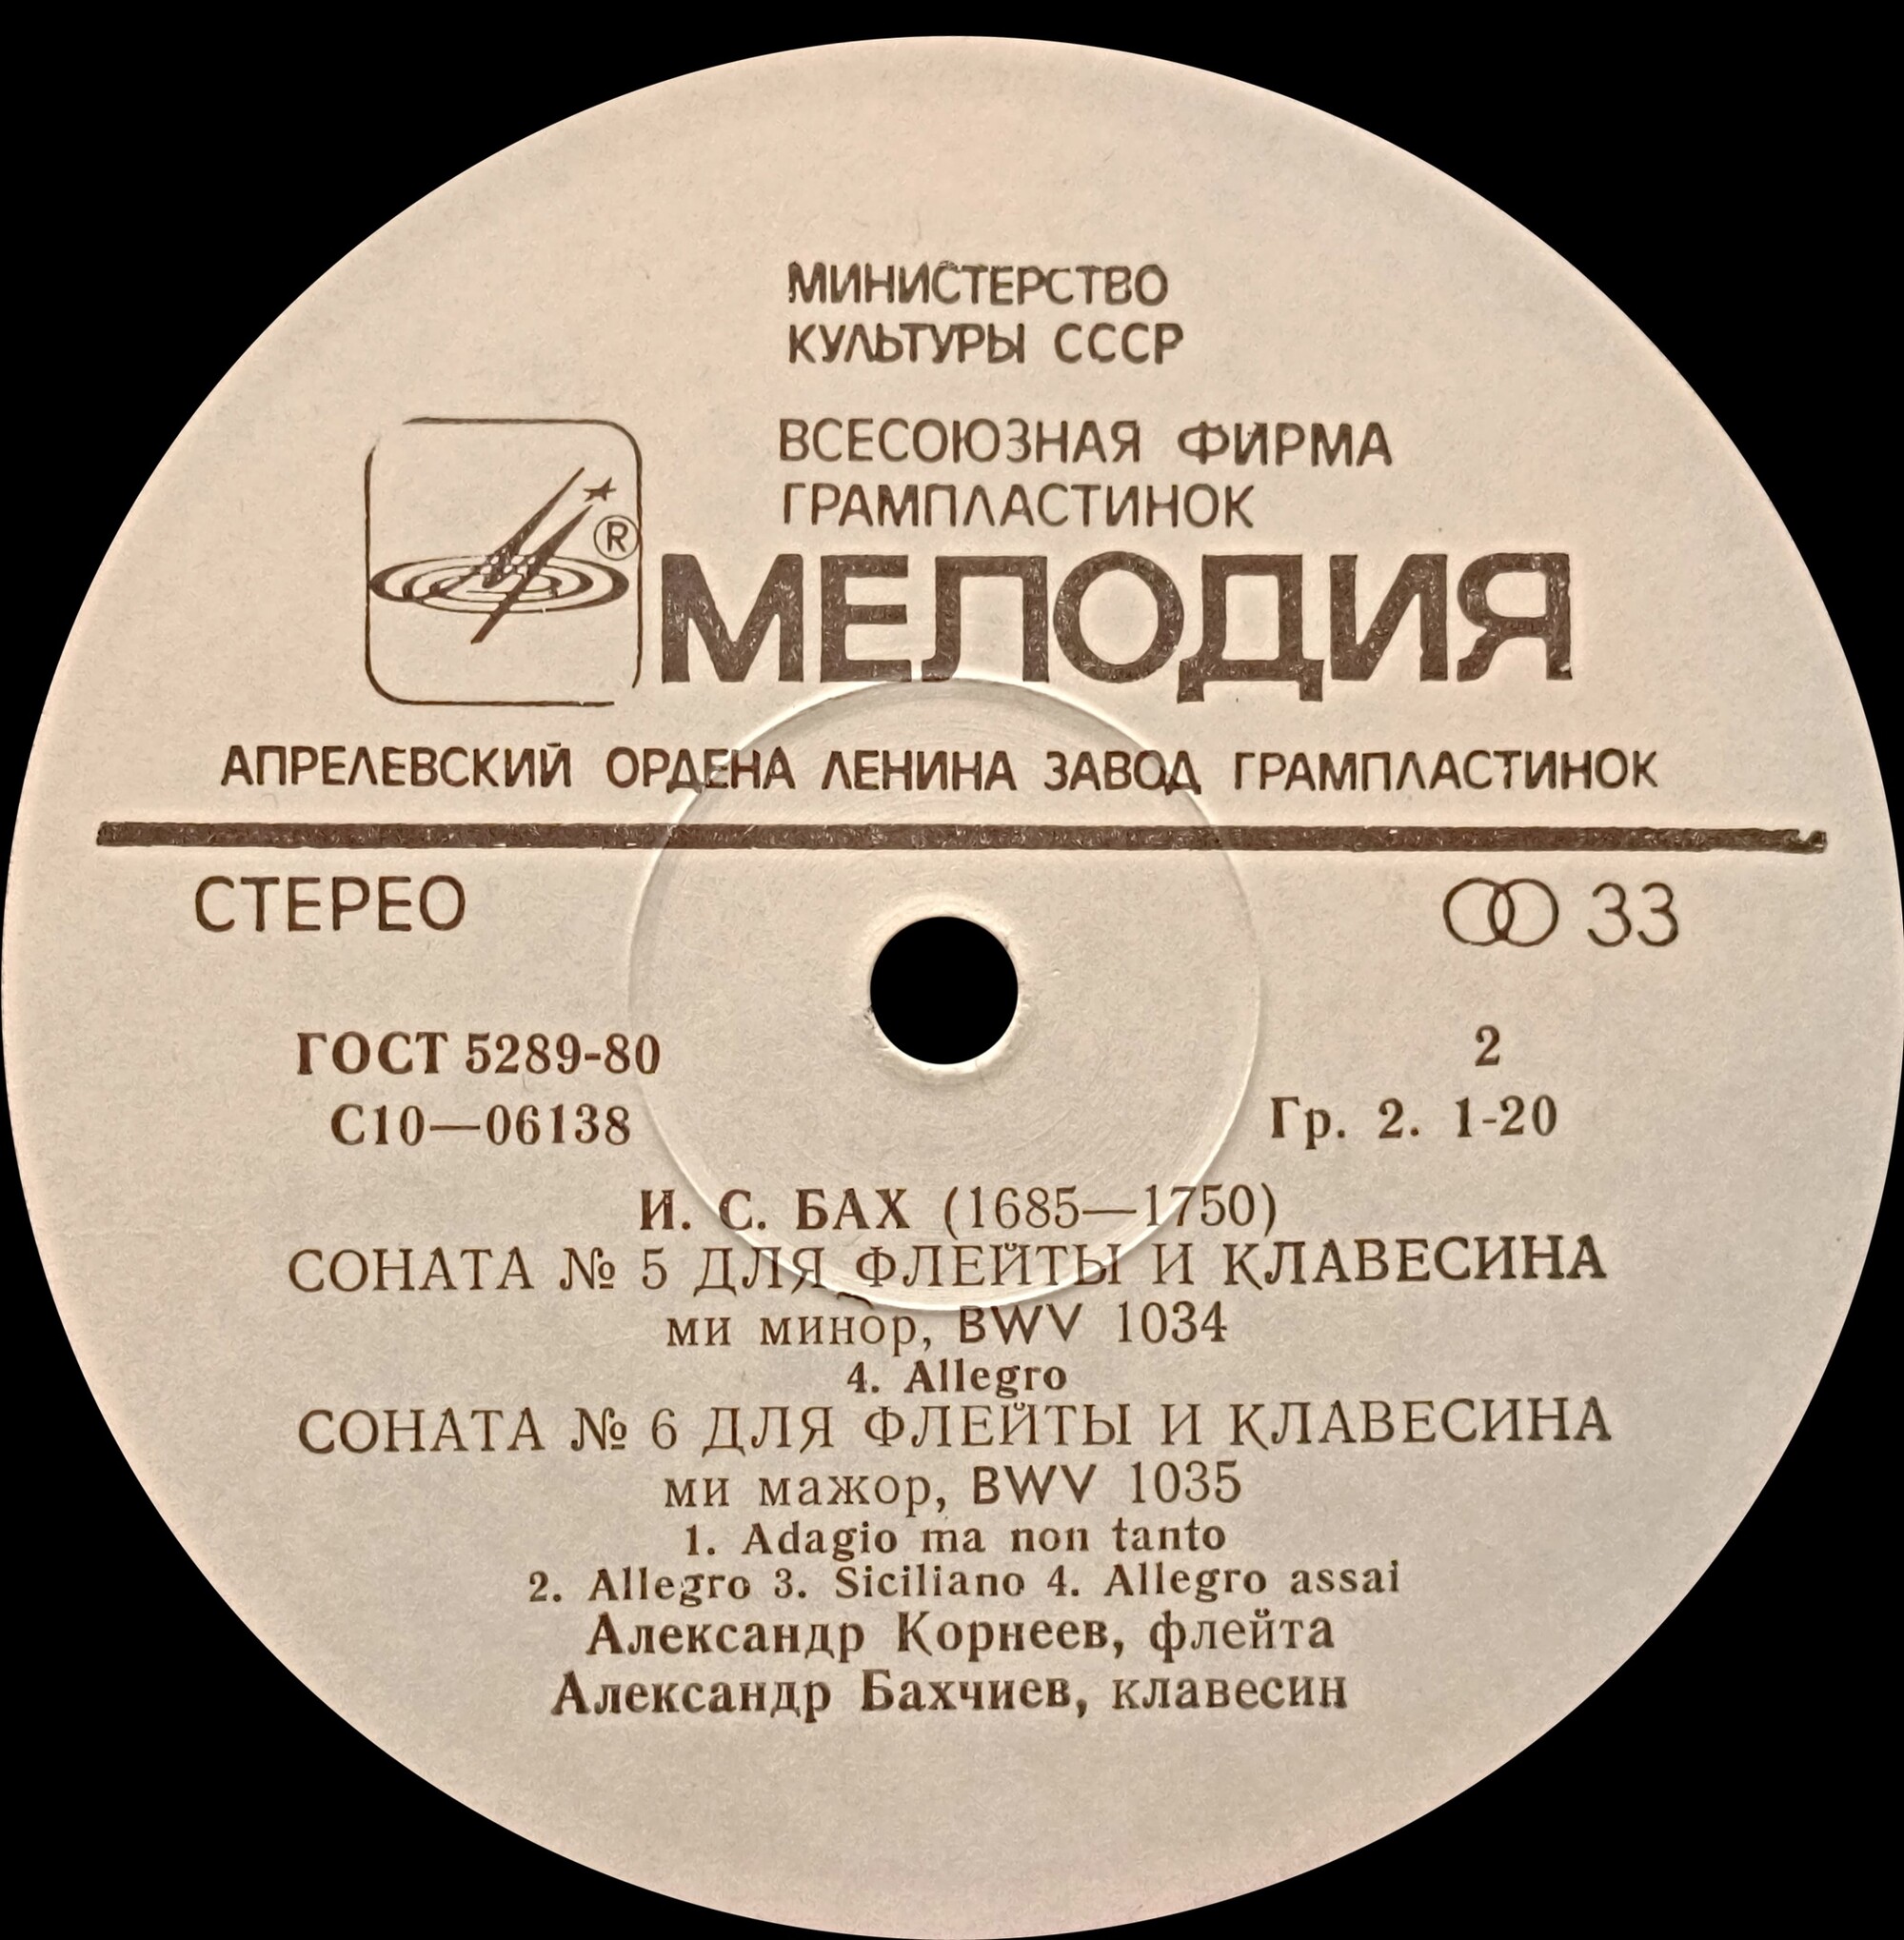 МИНИСТЕРСТВО
КУЛЬТУРЫ СССР
ВСЕСОЮЗНАЯ ФИРМА
ГРАМПЛАСТИНОК
®
МЕЛОДИЯ
АПРЕЛЕВСКИЙ ОРДЕНА ЛЕНИНА ЗАВОД ГРАМПЛАСТИНОК
СТЕРЕО 33
ГОСТ 5289-80 2
С10—06138 Гр. 2. 1-20
И. С. БАХ (1685—1750)
СОНАТА № 5 ДЛЯ ФЛЕЙТЫ И КЛАВЕСИНА
ми минор, BWV 1034
4. Allegro
СОНАТА № 6 ДЛЯ ФЛЕЙТЫ И КЛАВЕСИНА
ми мажор, BWV 1035
1. Adagio ma non tanto
2. Allegro 3. Siciliano 4. Allegro assai
Александр Корнеев, флейта
Александр Бахчиев, клавесин